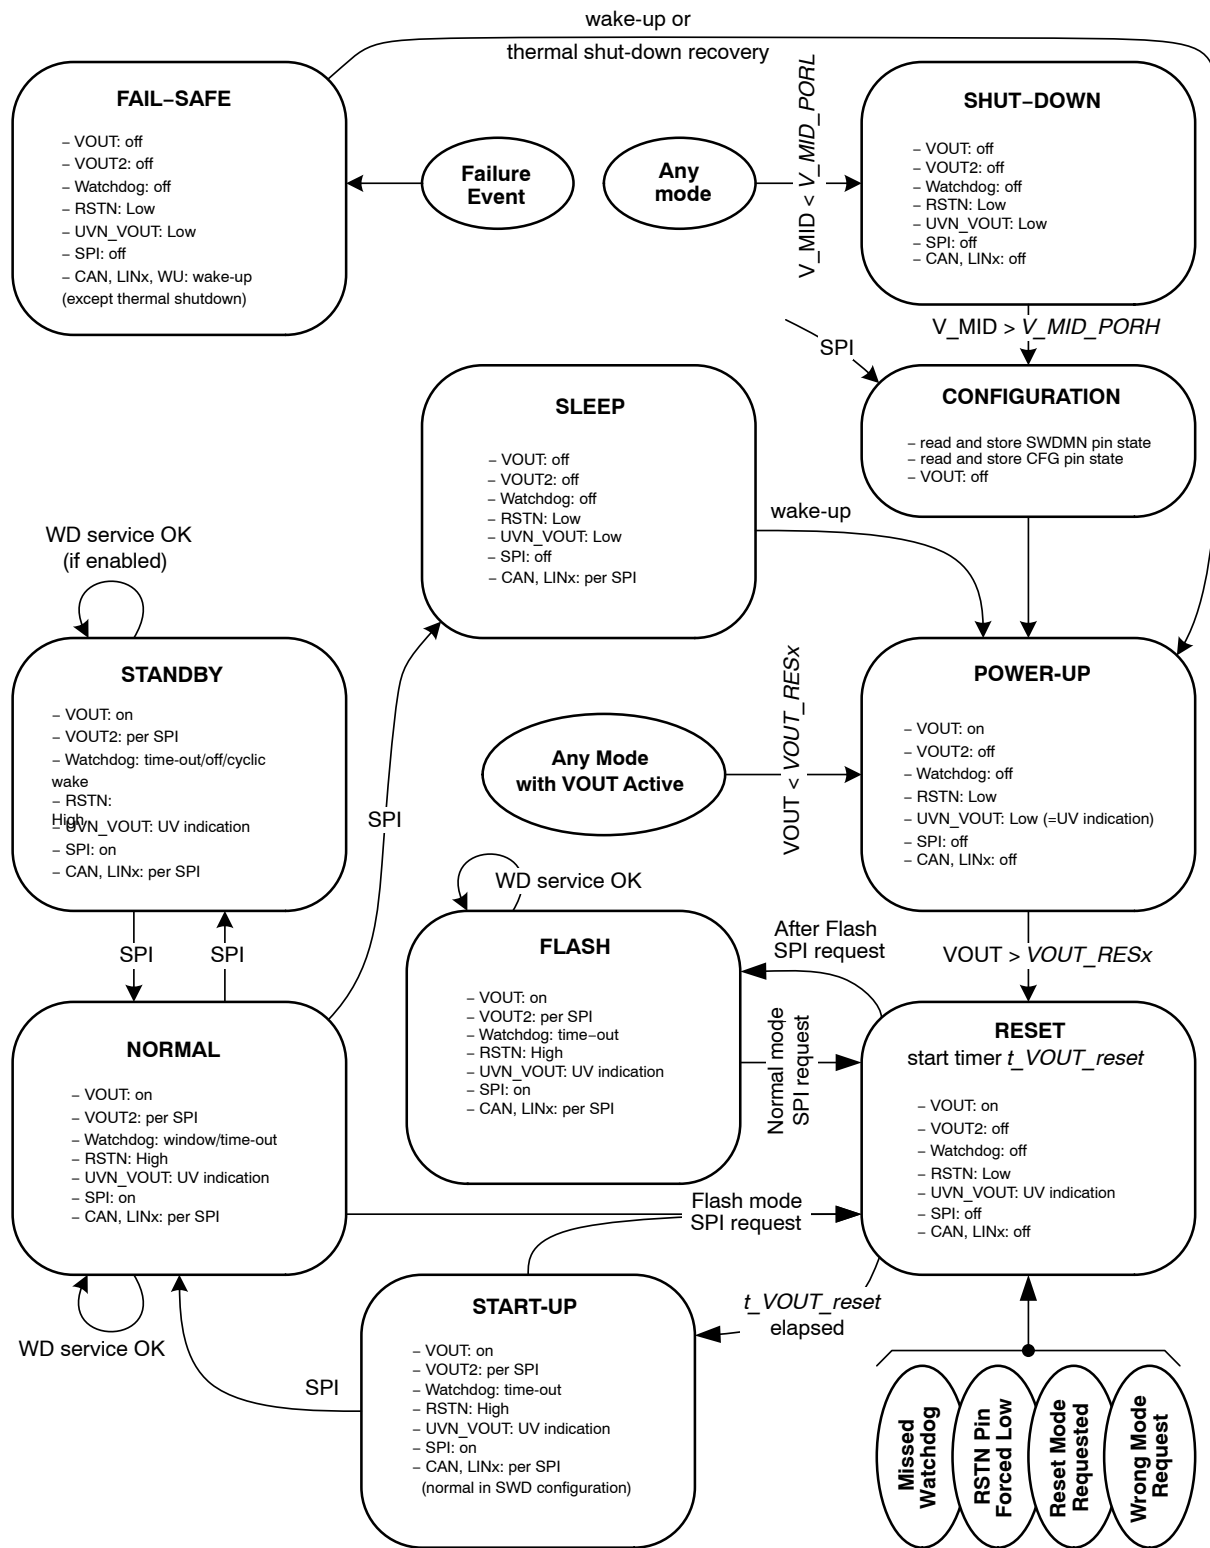 wake-up or
thermal shut-down recovery
FAIL–SAFE
– VOUT: off
– VOUT2: off
– Watchdog: off
– RSTN: Low
– UVN_VOUT: Low
– SPI: off
– CAN, LINx, WU: wake-up
(except thermal shutdown)
Failure
Event
Any
mode
V_MID < V_MID_PORL
SHUT–DOWN
– VOUT: off
– VOUT2: off
– Watchdog: off
– RSTN: Low
– UVN_VOUT: Low
– SPI: off
– CAN, LINx: off
V_MID > V_MID_PORH
SPI
CONFIGURATION
– read and store SWDMN pin state
– read and store CFG pin state
– VOUT: off
SLEEP
– VOUT: off
– VOUT2: off
– Watchdog: off
– RSTN: Low
– UVN_VOUT: Low
– SPI: off
– CAN, LINx: per SPI
wake-up
WD service OK
(if enabled)
STANDBY
– VOUT: on
– VOUT2: per SPI
– Watchdog: time-out/off/cyclic
wake
– RSTN:
High
– UVN_VOUT: UV indication
– SPI: on
– CAN, LINx: per SPI
SPI
Any Mode
with VOUT Active
VOUT < VOUT_RESx
POWER-UP
– VOUT: on
– VOUT2: off
– Watchdog: off
– RSTN: Low
– UVN_VOUT: Low (=UV indication)
– SPI: off
– CAN, LINx: off
VOUT > VOUT_RESx
SPI
SPI
WD service OK
FLASH
– VOUT: on
– VOUT2: per SPI
– Watchdog: time–out
– RSTN: High
– UVN_VOUT: UV indication
– SPI: on
– CAN, LINx: per SPI
After Flash
SPI request
Normal mode
SPI request
RESET
start timer t_VOUT_reset
– VOUT: on
– VOUT2: off
– Watchdog: off
– RSTN: Low
– UVN_VOUT: UV indication
– SPI: off
– CAN, LINx: off
NORMAL
– VOUT: on
– VOUT2: per SPI
– Watchdog: window/time-out
– RSTN: High
– UVN_VOUT: UV indication
– SPI: on
– CAN, LINx: per SPI
Flash mode
SPI request
WD service OK
SPI
START-UP
– VOUT: on
– VOUT2: per SPI
– Watchdog: time-out
– RSTN: High
– UVN_VOUT: UV indication
– SPI: on
– CAN, LINx: per SPI
(normal in SWD configuration)
t_VOUT_reset
elapsed
Missed
Watchdog
RSTN Pin
Forced Low
Reset Mode
Requested
Wrong Mode
Request